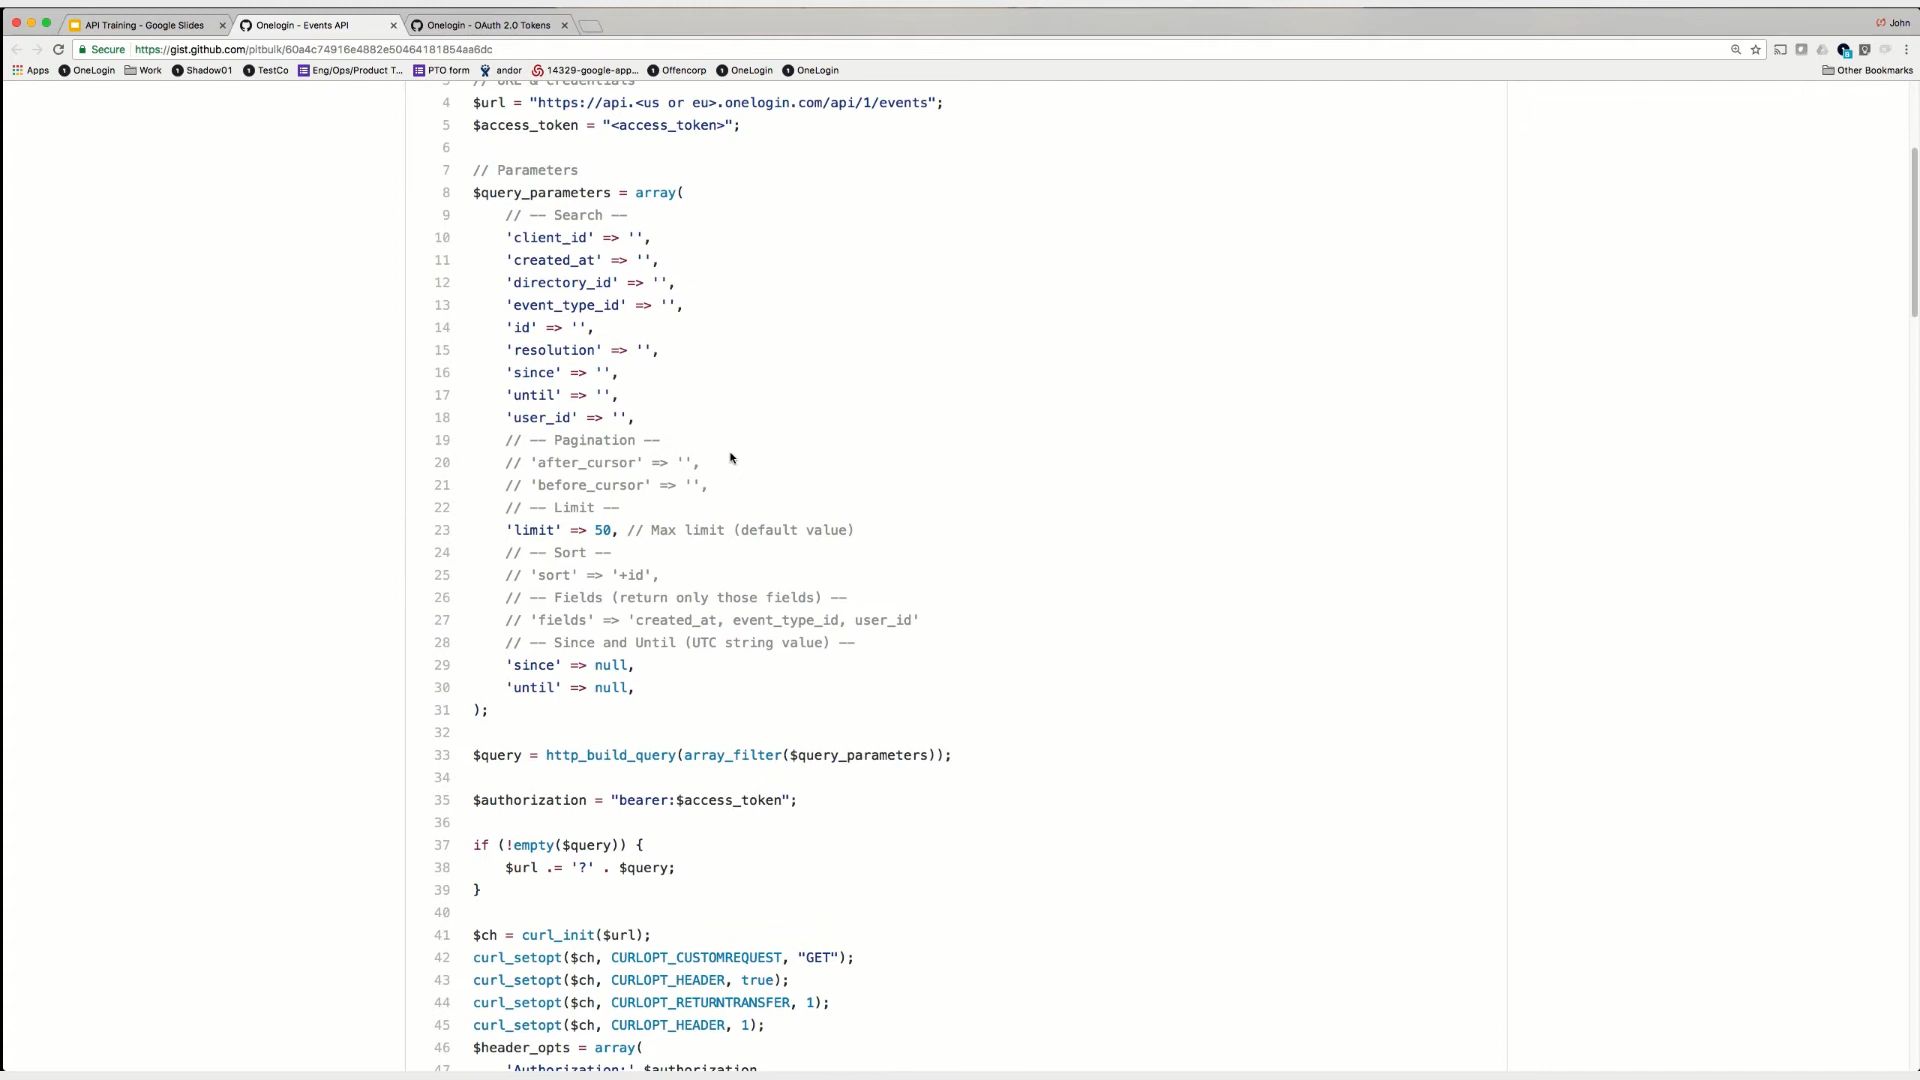 API Training - Google Slides
Onelogin - Events API
Onelogin - OAuth 2.0 Tokens
John
Secure https://gist.github.com/pitbulk/60a4c74916e4882e50464181854aa6dc
Apps OneLogin Work Shadow01 TestCo Eng/Ops/Product T... PTO form andor 14329-google-app... Offencorp OneLogin OneLogin Other Bookmarks
3 // URL & credentials
4 $url = "https://api.<us or eu>.onelogin.com/api/1/events";
5 $access_token = "<access_token>";
6
7 // Parameters
8 $query_parameters = array(
9 // -- Search --
10 'client_id' => '',
11 'created_at' => '',
12 'directory_id' => '',
13 'event_type_id' => '',
14 'id' => '',
15 'resolution' => '',
16 'since' => '',
17 'until' => '',
18 'user_id' => '',
19 // -- Pagination --
20 // 'after_cursor' => '',
21 // 'before_cursor' => '',
22 // -- Limit --
23 'limit' => 50, // Max limit (default value)
24 // -- Sort --
25 // 'sort' => '+id',
26 // -- Fields (return only those fields) --
27 // 'fields' => 'created_at, event_type_id, user_id'
28 // -- Since and Until (UTC string value) --
29 'since' => null,
30 'until' => null,
31 );
32
33 $query = http_build_query(array_filter($query_parameters));
34
35 $authorization = "bearer:$access_token";
36
37 if (!empty($query)) {
38 $url .= '?' . $query;
39 }
40
41 $ch = curl_init($url);
42 curl_setopt($ch, CURLOPT_CUSTOMREQUEST, "GET");
43 curl_setopt($ch, CURLOPT_HEADER, true);
44 curl_setopt($ch, CURLOPT_RETURNTRANSFER, 1);
45 curl_setopt($ch, CURLOPT_HEADER, 1);
46 $header_opts = array(
47 'Authorization:'.$authorization